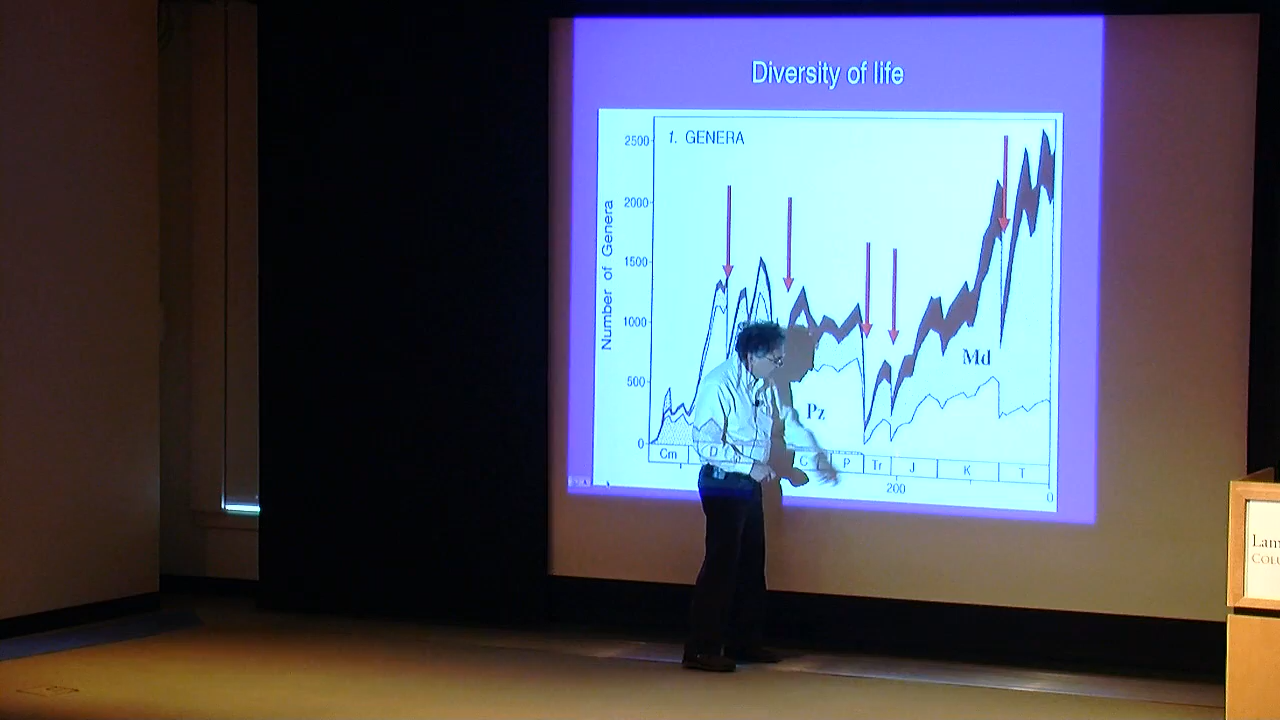 Diversity of life
1. GENERA
Number of Genera
2500
2000
1500
1000
500
0
Md
Pz
Cm
C
P
Tr
J
K
T
200
0
Lam
COLU